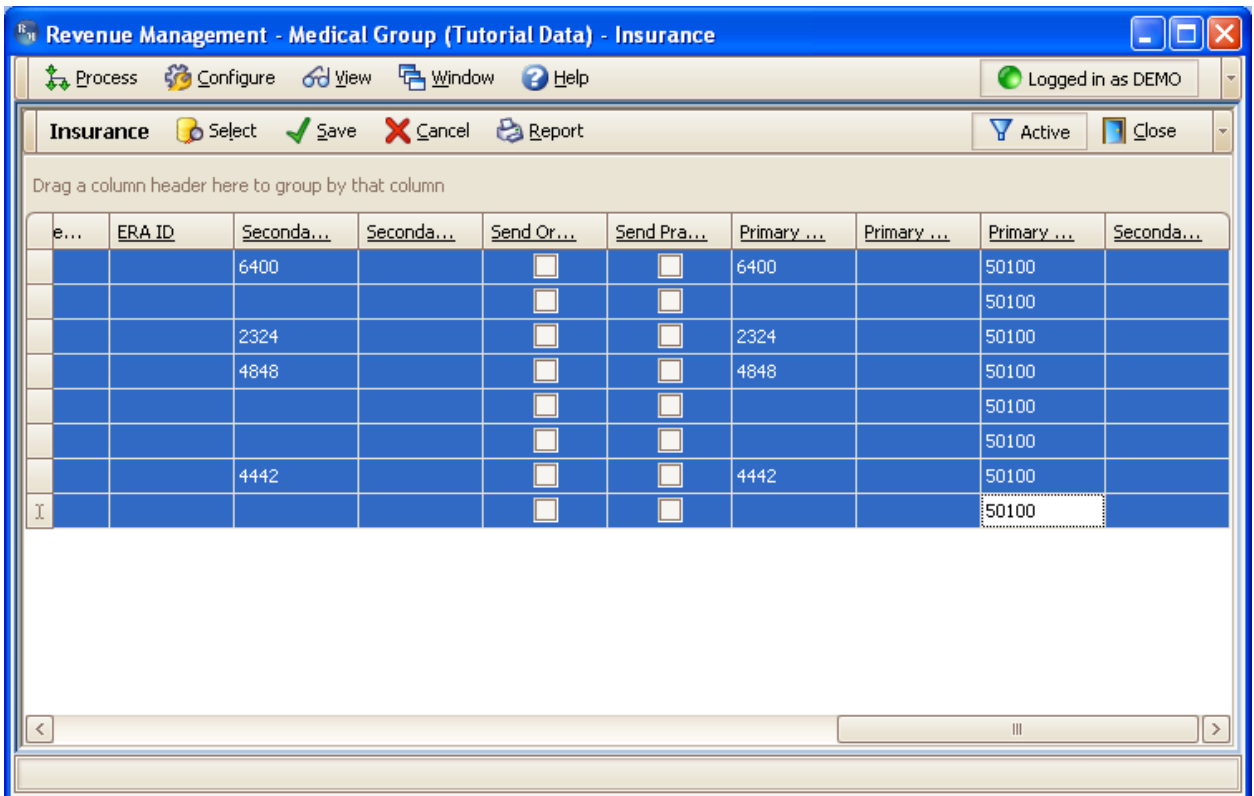 Revenue Management - Medical Group (Tutorial Data) - Insurance
Process Configure View Window Help Logged in as DEMO
Insurance Select Save Cancel Report Active Close
Drag a column header here to group by that column
e... ERA ID Seconda... Seconda... Send Or... Send Pra... Primary ... Primary ... Primary ... Seconda...
6400 6400 50100
50100
2324 2324 50100
4848 4848 50100
50100
50100
4442 4442 50100
50100